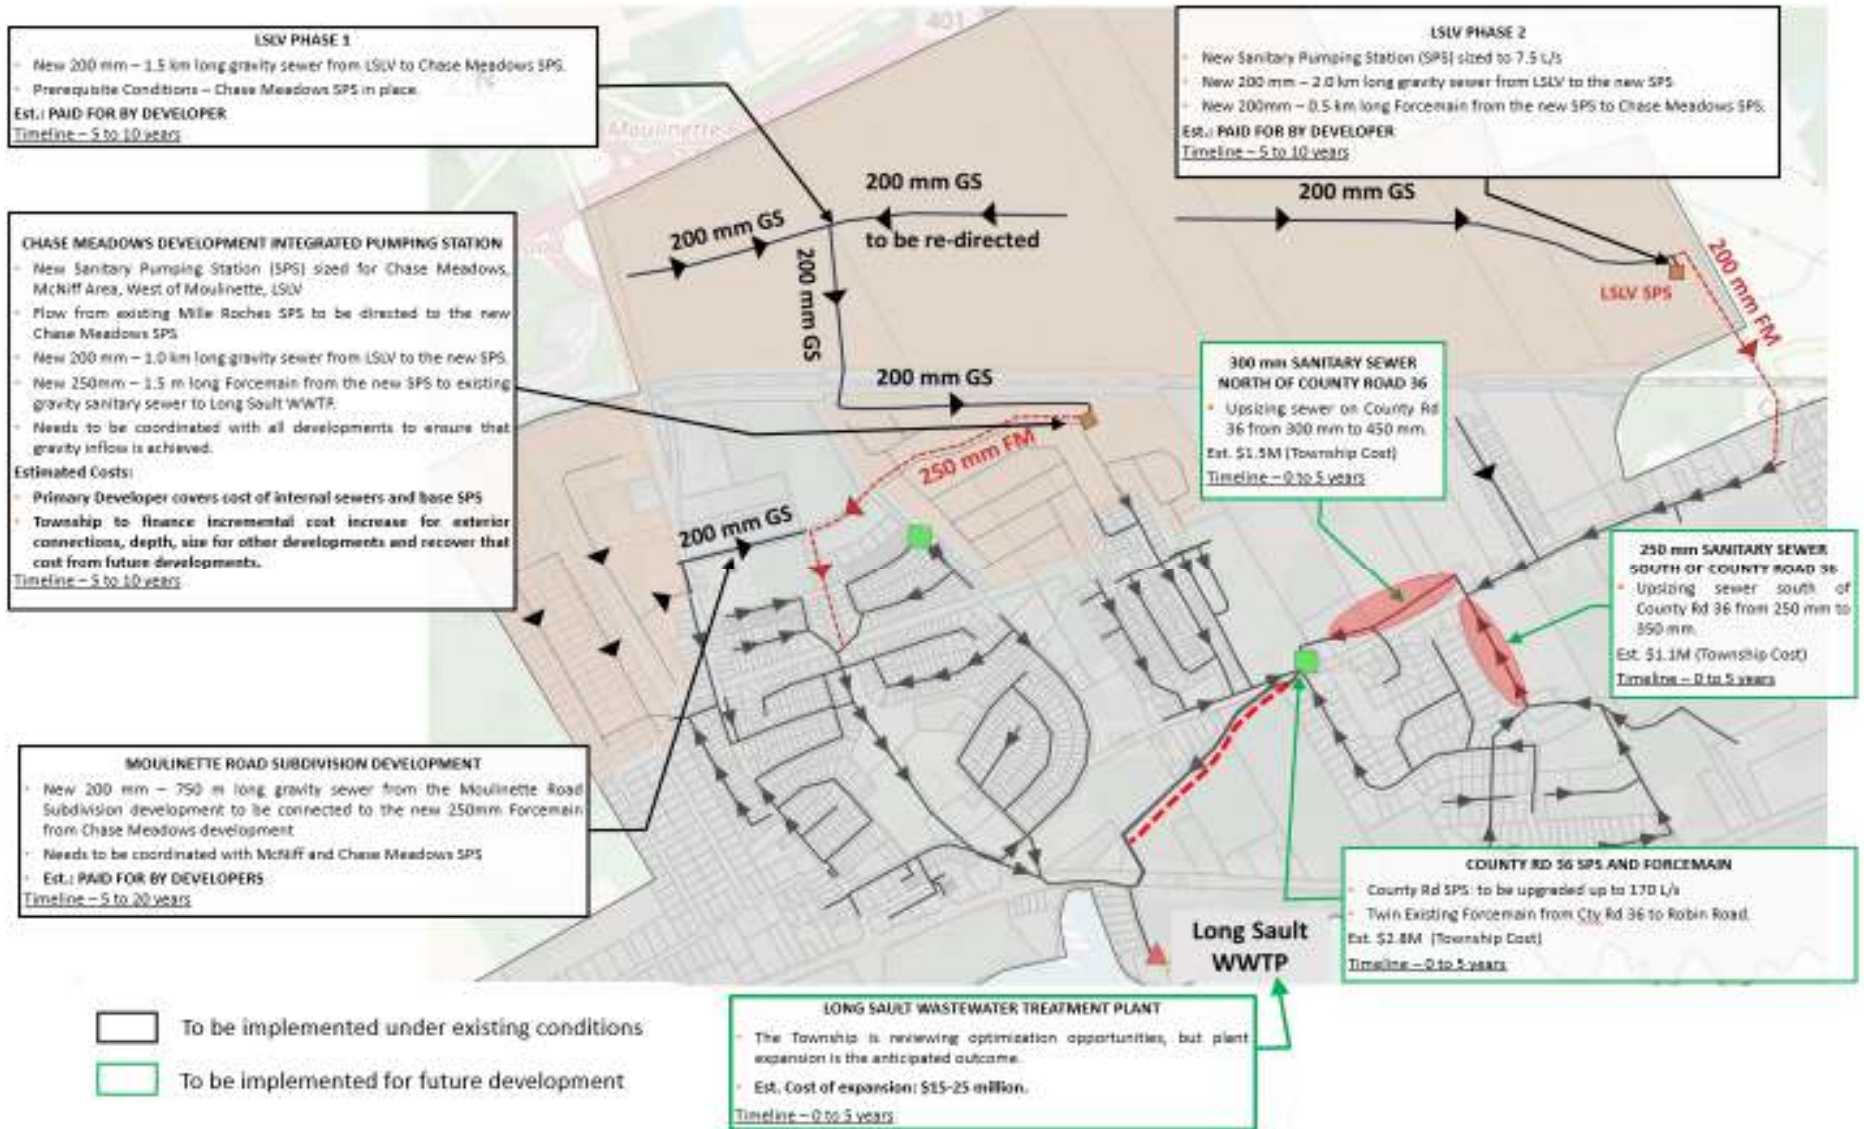 401
Moulinette
LSLV PHASE 1
- New 200 mm – 1.5 km long gravity sewer from LSLV to Chase Meadows SPS.
- Prerequisite Conditions – Chase Meadows SPS in place.
Est.: PAID FOR BY DEVELOPER
Timeline – 5 to 10 years
LSLV PHASE 2
- New Sanitary Pumping Station (SPS) sized to 7.5 L/s
- New 200 mm – 2.0 km long gravity sewer from LSLV to the new SPS
- New 200mm – 0.5 km long Forcemain from the new SPS to Chase Meadows SPS.
Est.: PAID FOR BY DEVELOPER
Timeline – 5 to 10 years
CHASE MEADOWS DEVELOPMENT INTEGRATED PUMPING STATION
- New Sanitary Pumping Station (SPS) sized for Chase Meadows,
McNiff Area, West of Moulinette, LSLV
- Flow from existing Mille Roches SPS to be directed to the new
Chase Meadows SPS
- New 200 mm – 1.0 km long gravity sewer from LSLV to the new SPS.
- New 250mm – 1.5 m long Forcemain from the new SPS to existing
gravity sanitary sewer to Long Sault WWTP.
- Needs to be coordinated with all developments to ensure that
gravity inflow is achieved.
Estimated Costs:
- Primary Developer covers cost of internal sewers and base SPS
- Township to finance incremental cost increase for exterior
connections, depth, size for other developments and recover that
cost from future developments.
Timeline – 5 to 10 years
200 mm GS
200 mm GS
to be re-directed
200 mm GS
200 mm GS
200 mm GS
200 mm FM
LSLV SPS
250 mm FM
200 mm GS
300 mm SANITARY SEWER
NORTH OF COUNTY ROAD 36
• Upsizing sewer on County Rd
36 from 300 mm to 450 mm.
Est. $1.5M (Township Cost)
Timeline – 0 to 5 years
250 mm SANITARY SEWER
SOUTH OF COUNTY ROAD 36
• Upsizing sewer south of
County Rd 36 from 250 mm to
350 mm.
Est. $1.1M (Township Cost)
Timeline – 0 to 5 years
MOULINETTE ROAD SUBDIVISION DEVELOPMENT
- New 200 mm – 750 m long gravity sewer from the Moulinette Road
Subdivision development to be connected to the new 250mm Forcemain
from Chase Meadows development
- Needs to be coordinated with McNiff and Chase Meadows SPS
- Est.: PAID FOR BY DEVELOPERS
Timeline – 5 to 20 years
COUNTY RD 36 SPS AND FORCEMAIN
- County Rd SPS: to be upgraded up to 170 L/s
- Twin Existing Forcemain from Cty Rd 36 to Robin Road.
Est. $2.8M (Township Cost)
Timeline – 0 to 5 years
Long Sault
WWTP
LONG SAULT WASTEWATER TREATMENT PLANT
- The Township is reviewing optimization opportunities, but plant
expansion is the anticipated outcome.
- Est. Cost of expansion: $15-25 million.
Timeline – 0 to 5 years
To be implemented under existing conditions
To be implemented for future development